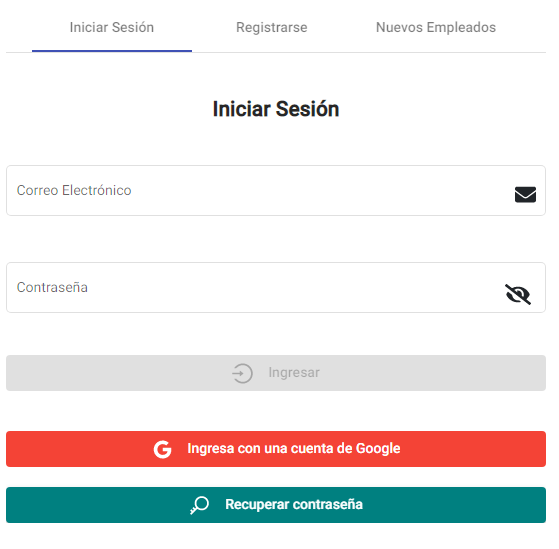 Iniciar Sesión Registrarse Nuevos Empleados
Iniciar Sesión
Correo Electrónico
Contraseña
Ingresar
Ingresa con una cuenta de Google
Recuperar contraseña